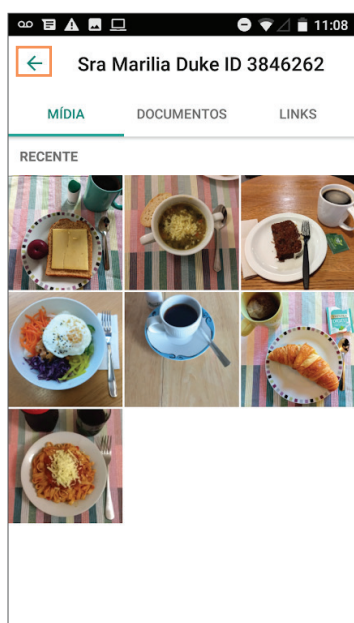 11:08
Sra Marilia Duke ID 3846262
MÍDIA DOCUMENTOS LINKS
RECENTE